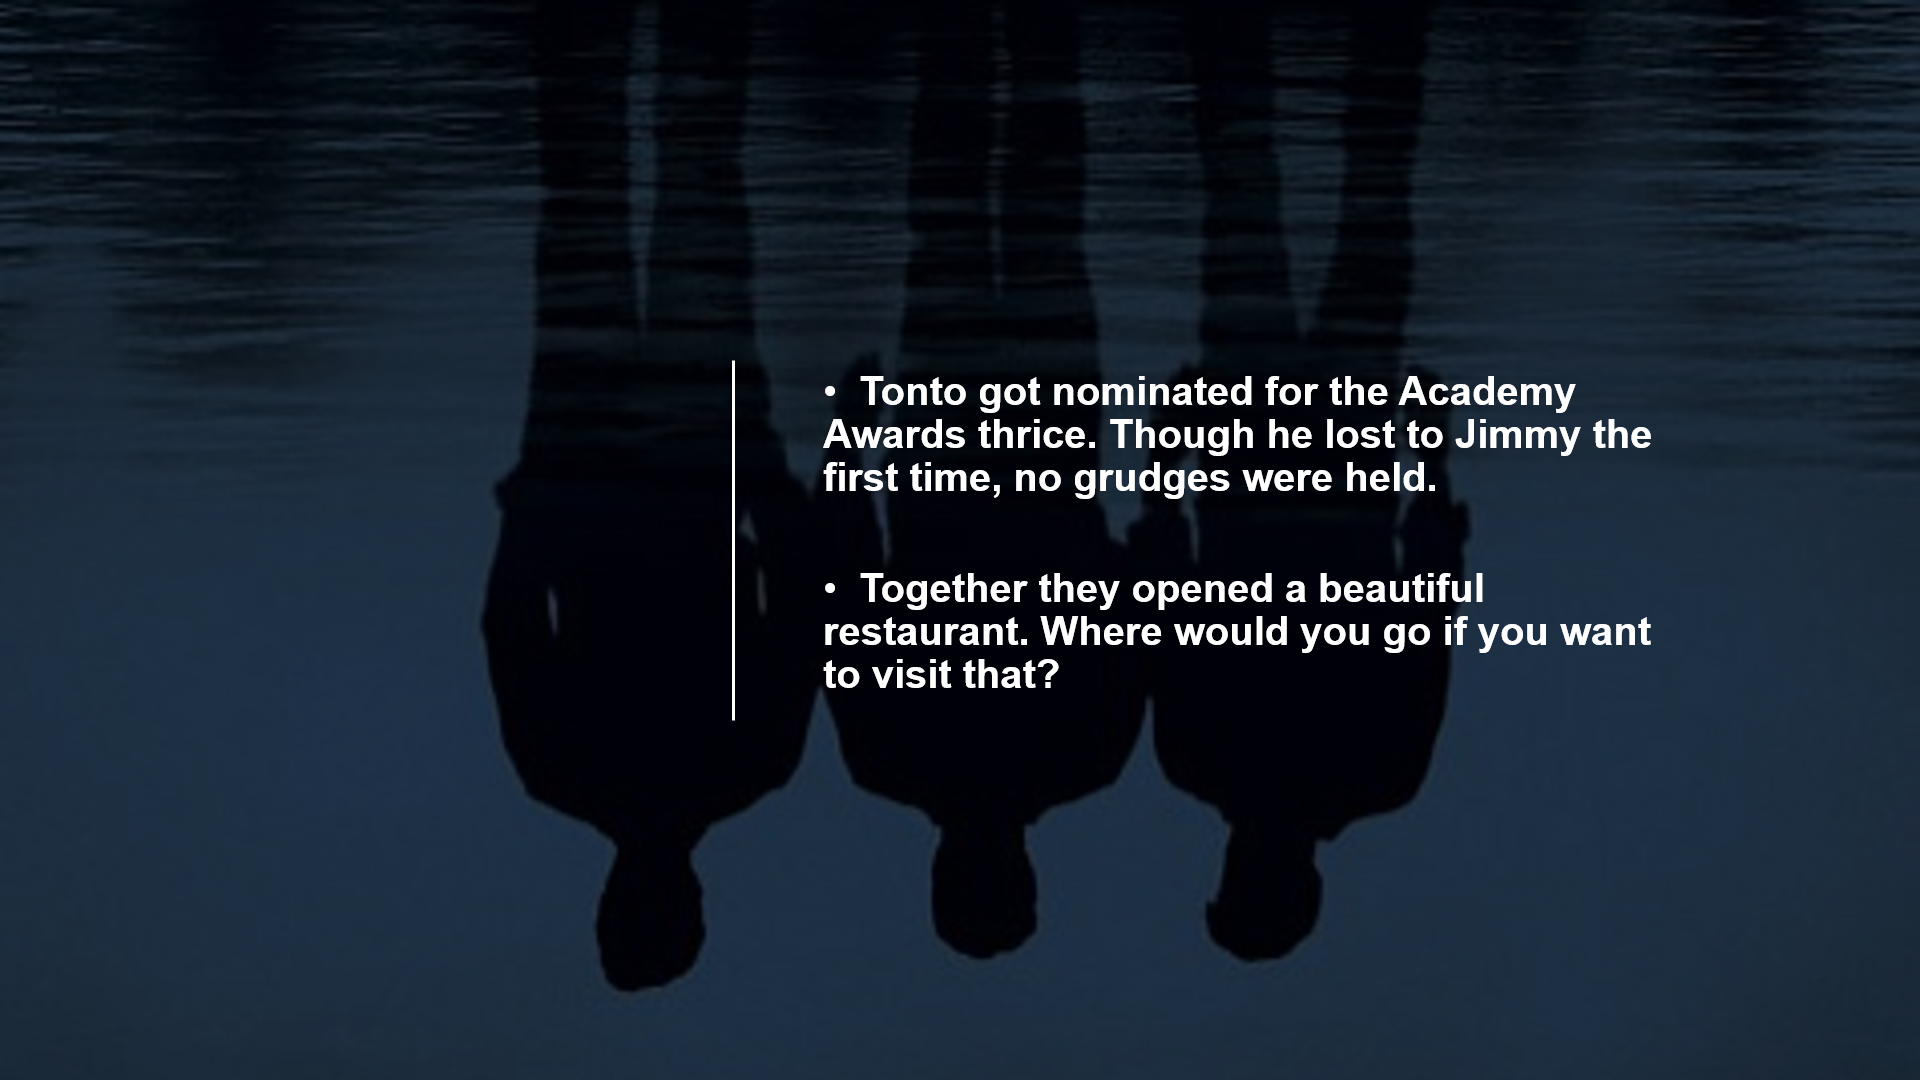 • Tonto got nominated for the Academy
Awards thrice. Though he lost to Jimmy the
first time, no grudges were held.
• Together they opened a beautiful
restaurant. Where would you go if you want
to visit that?